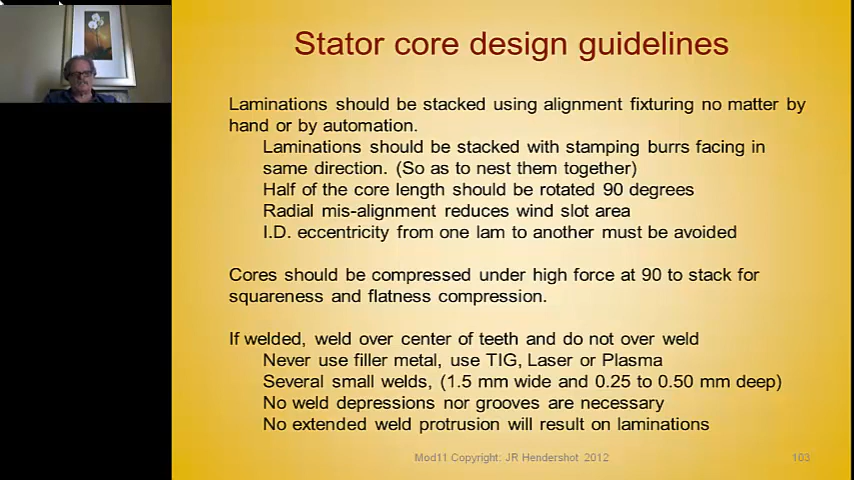 Stator core design guidelines
Laminations should be stacked using alignment fixturing no matter by
hand or by automation.
Laminations should be stacked with stamping burrs facing in
same direction. (So as to nest them together)
Half of the core length should be rotated 90 degrees
Radial mis-alignment reduces wind slot area
I.D. eccentricity from one lam to another must be avoided
Cores should be compressed under high force at 90 to stack for
squareness and flatness compression.
If welded, weld over center of teeth and do not over weld
Never use filler metal, use TIG, Laser or Plasma
Several small welds, (1.5 mm wide and 0.25 to 0.50 mm deep)
No weld depressions nor grooves are necessary
No extended weld protrusion will result on laminations
Mod11 Copyright: JR Hendershot 2012
103